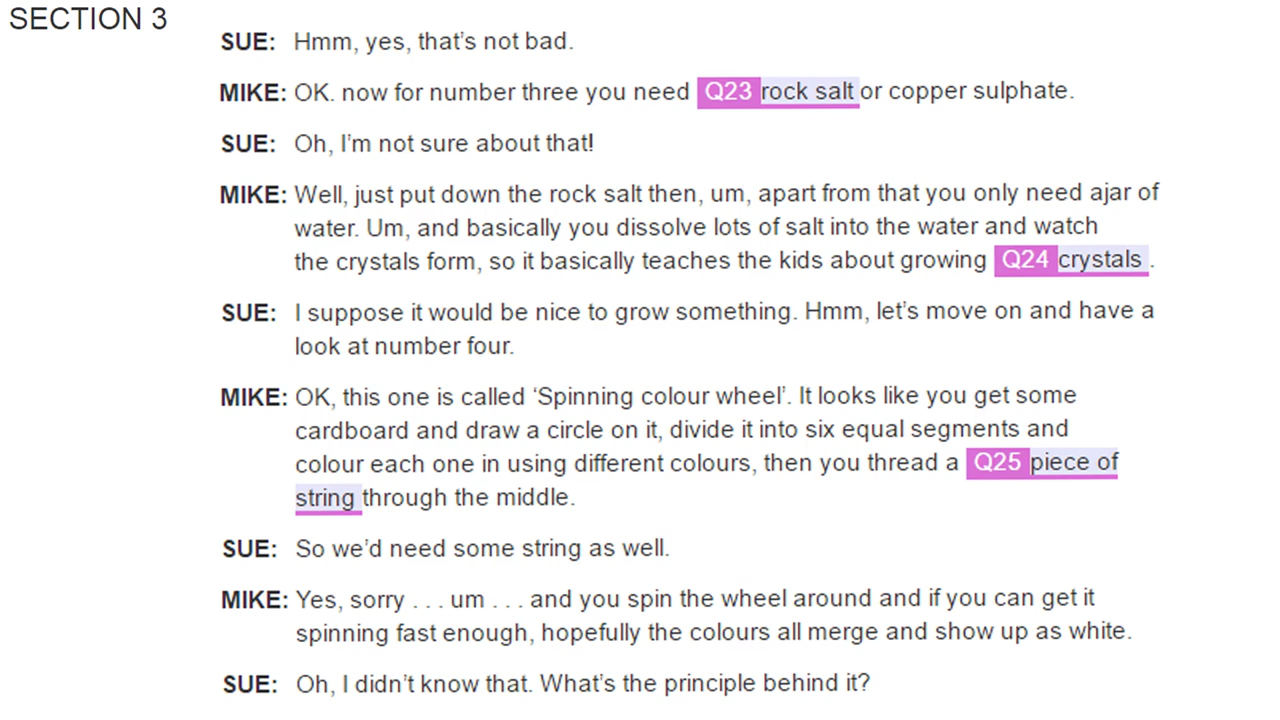 SECTION 3
SUE: Hmm, yes, that's not bad.
MIKE: OK. now for number three you need Q23 rock salt or copper sulphate.
SUE: Oh, I'm not sure about that!
MIKE: Well, just put down the rock salt then, um, apart from that you only need ajar of
water. Um, and basically you dissolve lots of salt into the water and watch
the crystals form, so it basically teaches the kids about growing Q24 crystals .
SUE: I suppose it would be nice to grow something. Hmm, let's move on and have a
look at number four.
MIKE: OK, this one is called ‘Spinning colour wheel’. It looks like you get some
cardboard and draw a circle on it, divide it into six equal segments and
colour each one in using different colours, then you thread a Q25 piece of
string through the middle.
SUE: So we'd need some string as well.
MIKE: Yes, sorry . . . um . . . and you spin the wheel around and if you can get it
spinning fast enough, hopefully the colours all merge and show up as white.
SUE: Oh, I didn't know that. What's the principle behind it?